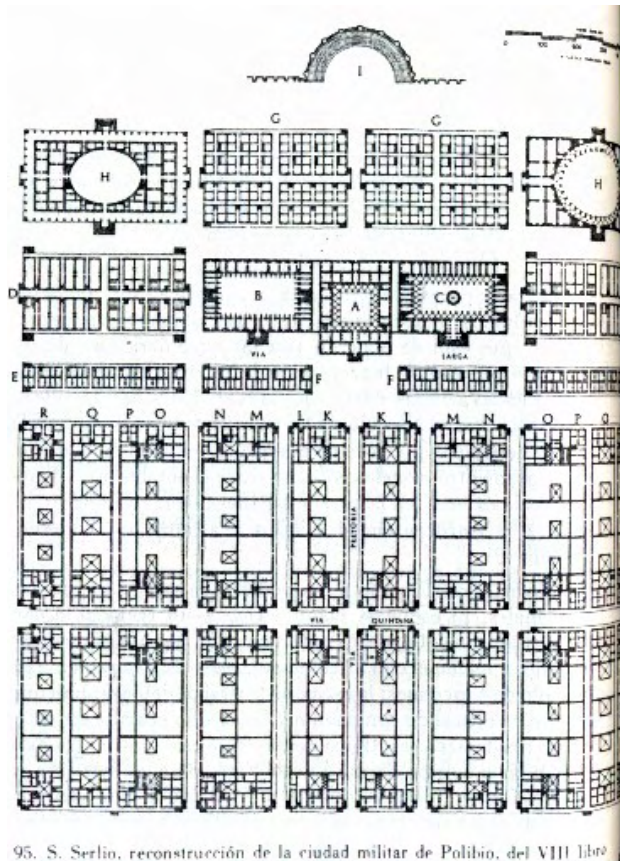 I
G G
H H
D B A C
VIA LARGA
E F F
R Q P O N M L K K L M N O P Q
PRETORIA
VIA QUINTANA
VIA
95. S. Serlio, reconstrucción de la ciudad militar de Polibio, del VIII libro